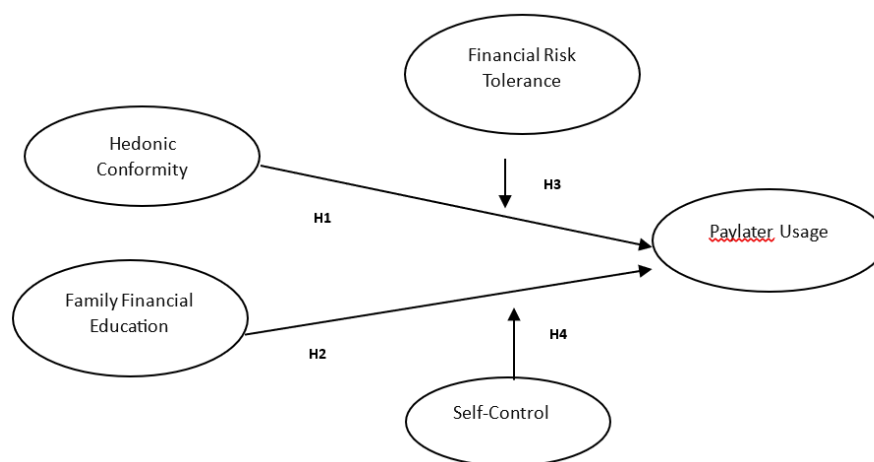 Financial Risk
Tolerance
Hedonic
Conformity
H3
H1
Paylater Usage
Family Financial
Education
H2
H4
Self-Control